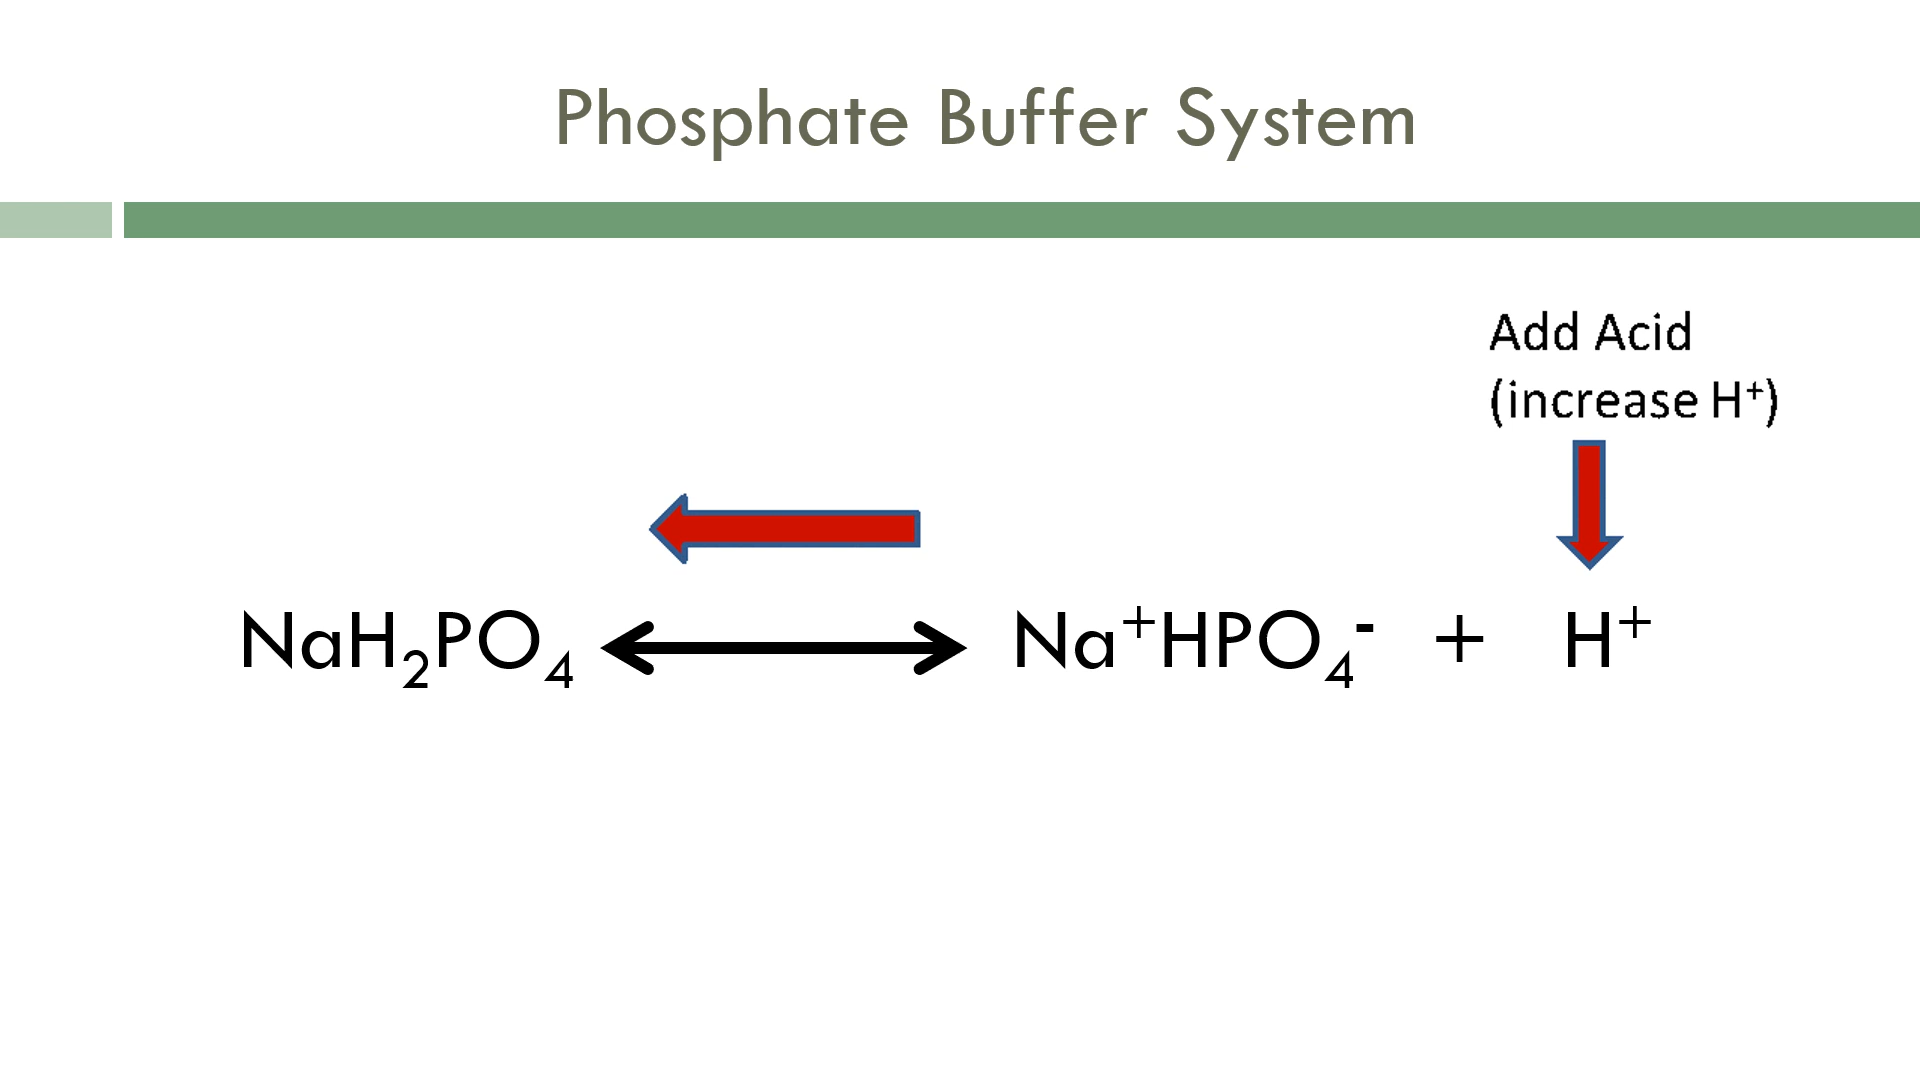 Phosphate Buffer System
Add Acid
(increase H⁺)
NaH₂PO₄ ⟷ Na⁺HPO₄⁻ + H⁺